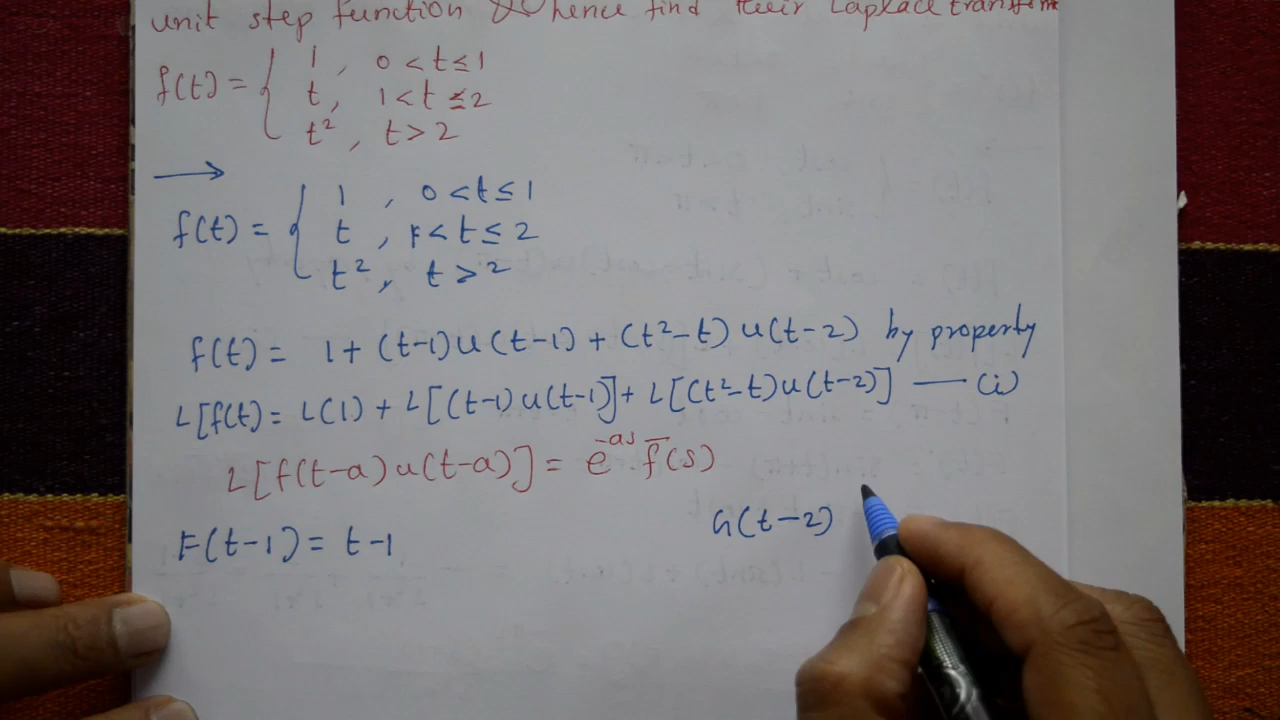 unit step function & hence find their Laplace transform
f(t) = { 1 , 0 < t ≤ 1
t , 1 < t ≤ 2
t² , t > 2
→
f(t) = { 1 , 0 < t ≤ 1
t , 1 < t ≤ 2
t² , t > 2
f(t) = 1 + (t-1)u(t-1) + (t²-t) u(t-2) by property
L[f(t) = L(1) + L[(t-1)u(t-1)] + L[(t²-t)u(t-2)] — (i)
L[f(t-a)u(t-a)] = e^-as f̄(s)
F(t-1) = t-1 G(t-2)